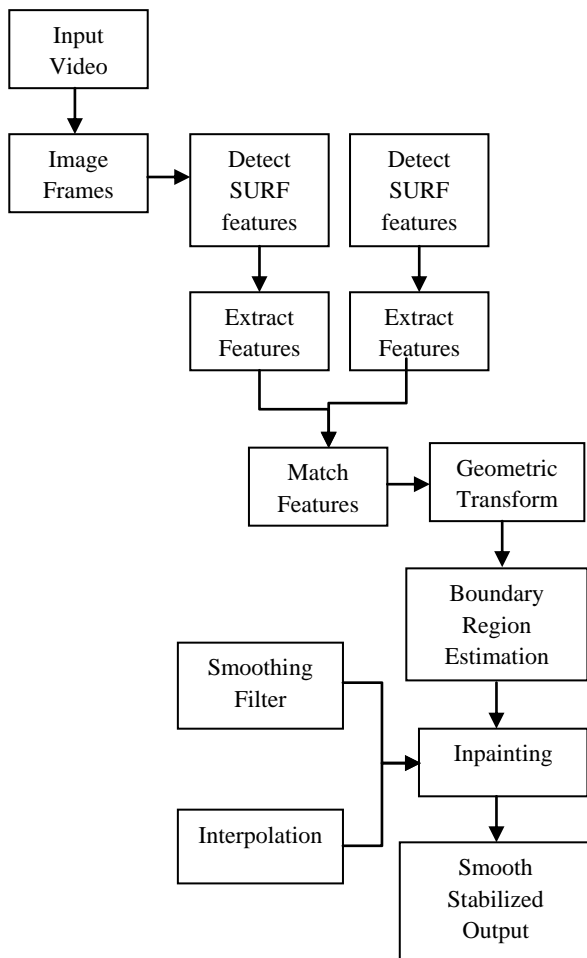 Input
Video
Image
Frames
Detect
SURF
features
Detect
SURF
features
Extract
Features
Extract
Features
Match
Features
Geometric
Transform
Boundary
Region
Estimation
Smoothing
Filter
Inpainting
Interpolation
Smooth
Stabilized
Output